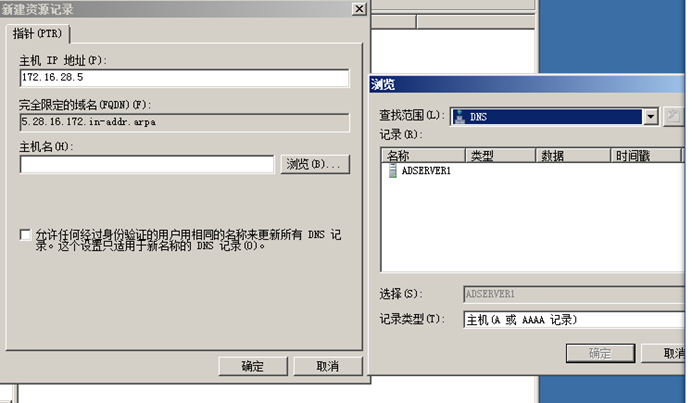 新建资源记录
指针(PTR)
主机 IP 地址(P):
172.16.28.5
完全限定的域名(FQDN)(F):
5.28.16.172.in-addr.arpa
主机名(H):
浏览(B)...
允许任何经过身份验证的用户用相同的名称来更新所有 DNS 记
录。这个设置只适用于新名称的 DNS 记录(O)。
确定 取消
浏览
查找范围(L): DNS
记录(R):
名称 类型 数据 时间戳
ADSERVER1
选择(S): ADSERVER1
记录类型(T): 主机(A 或 AAAA 记录)
确定 取消